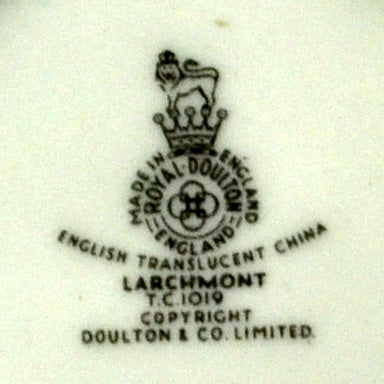 MADE IN ENGLAND
ROYAL·DOULTON
ENGLAND
ENGLISH TRANSLUCENT CHINA
LARCHMONT
T.C.1019
COPYRIGHT
DOULTON & CO. LIMITED